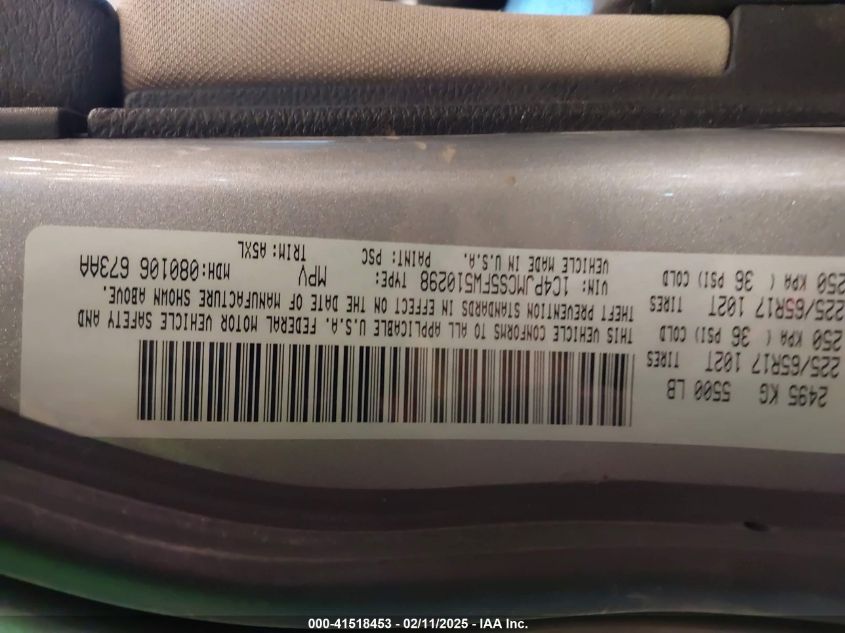 2495 KG 5500 LB
225/65R17 102T TIRES
250 KPA ( 36 PSI) COLD
225/65R17 102T TIRES
250 KPA ( 36 PSI) COLD
THIS VEHICLE CONFORMS TO ALL APPLICABLE U.S.A. FEDERAL MOTOR VEHICLE SAFETY AND
THEFT PREVENTION STANDARDS IN EFFECT ON THE DATE OF MANUFACTURE SHOWN ABOVE.
VIN: 1C4PJMCS5FW510298 TYPE: MPV MDH:080106 673AA
VEHICLE MADE IN U.S.A. PAINT: PSC TRIM: A5XL
000-41518453 - 02/11/2025 - © IAA Inc.